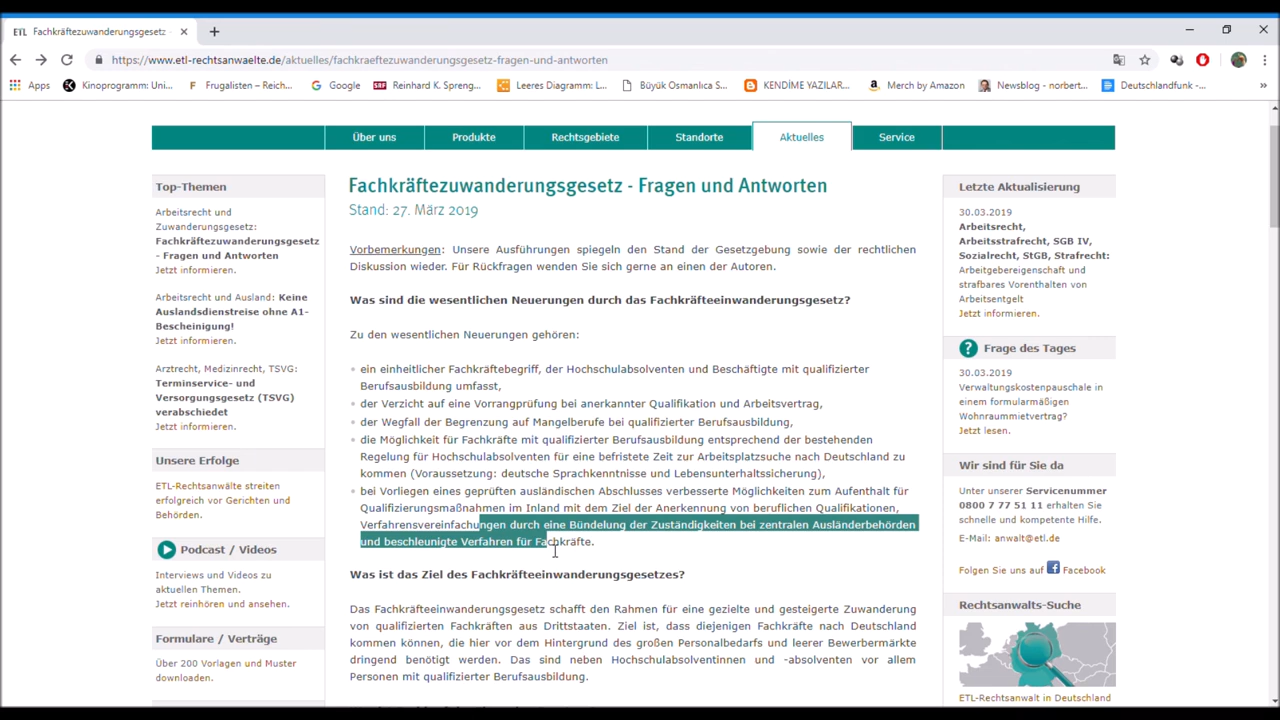 ETL Fachkräftezuwanderungsgesetz -
https://www.etl-rechtsanwaelte.de/aktuelles/fachkraeftezuwanderungsgesetz-fragen-und-antworten
Apps Kinoprogramm: Uni... F Frugalisten – Reich... Google SRF Reinhard K. Spreng... Leeres Diagramm: L... Büyük Osmanlıca S... KENDİME YAZILAR... Merch by Amazon Newsblog - norbert... Deutschlandfunk -... »
Über uns Produkte Rechtsgebiete Standorte Aktuelles Service
Top-Themen
Arbeitsrecht und
Zuwanderungsgesetz:
Fachkräftezuwanderungsgesetz
- Fragen und Antworten
Jetzt informieren.
Arbeitsrecht und Ausland: Keine
Auslandsdienstreise ohne A1-
Bescheinigung!
Jetzt informieren.
Arztrecht, Medizinrecht, TSVG:
Terminservice- und
Versorgungsgesetz (TSVG)
verabschiedet
Jetzt informieren.
Unsere Erfolge
ETL-Rechtsanwälte streiten
erfolgreich vor Gerichten und
Behörden.
Podcast / Videos
Interviews und Videos zu
aktuellen Themen.
Jetzt reinhören und ansehen.
Formulare / Verträge
Über 200 Vorlagen und Muster
downloaden.
Fachkräftezuwanderungsgesetz - Fragen und Antworten
Stand: 27. März 2019
Vorbemerkungen: Unsere Ausführungen spiegeln den Stand der Gesetzgebung sowie der rechtlichen
Diskussion wieder. Für Rückfragen wenden Sie sich gerne an einen der Autoren.
Was sind die wesentlichen Neuerungen durch das Fachkräfteeinwanderungsgesetz?
Zu den wesentlichen Neuerungen gehören:
ein einheitlicher Fachkräftebegriff, der Hochschulabsolventen und Beschäftigte mit qualifizierter
Berufsausbildung umfasst,
der Verzicht auf eine Vorrangprüfung bei anerkannter Qualifikation und Arbeitsvertrag,
der Wegfall der Begrenzung auf Mangelberufe bei qualifizierter Berufsausbildung,
die Möglichkeit für Fachkräfte mit qualifizierter Berufsausbildung entsprechend der bestehenden
Regelung für Hochschulabsolventen für eine befristete Zeit zur Arbeitsplatzsuche nach Deutschland zu
kommen (Voraussetzung: deutsche Sprachkenntnisse und Lebensunterhaltssicherung),
bei Vorliegen eines geprüften ausländischen Abschlusses verbesserte Möglichkeiten zum Aufenthalt für
Qualifizierungsmaßnahmen im Inland mit dem Ziel der Anerkennung von beruflichen Qualifikationen,
Verfahrensvereinfachungen durch eine Bündelung der Zuständigkeiten bei zentralen Ausländerbehörden
und beschleunigte Verfahren für Fachkräfte.
Was ist das Ziel des Fachkräfteeinwanderungsgesetzes?
Das Fachkräfteeinwanderungsgesetz schafft den Rahmen für eine gezielte und gesteigerte Zuwanderung
von qualifizierten Fachkräften aus Drittstaaten. Ziel ist, dass diejenigen Fachkräfte nach Deutschland
kommen können, die hier vor dem Hintergrund des großen Personalbedarfs und leerer Bewerbermärkte
dringend benötigt werden. Das sind neben Hochschulabsolventinnen und -absolventen vor allem
Personen mit qualifizierter Berufsausbildung.
Letzte Aktualisierung
30.03.2019
Arbeitsrecht,
Arbeitsstrafrecht, SGB IV,
Sozialrecht, StGB, Strafrecht:
Arbeitgebereigenschaft und
strafbares Vorenthalten von
Arbeitsentgelt
Jetzt informieren.
? Frage des Tages
30.03.2019
Verwaltungskostenpauschale in
einem formularmäßigen
Wohnraummietvertrag?
Jetzt lesen.
Wir sind für Sie da
Unter unserer Servicenummer
0800 7 77 51 11 erhalten Sie
schnelle und kompetente Hilfe.
E-Mail: anwalt@etl.de
Folgen Sie uns auf f Facebook
Rechtsanwalts-Suche
ETL-Rechtsanwalt in Deutschland